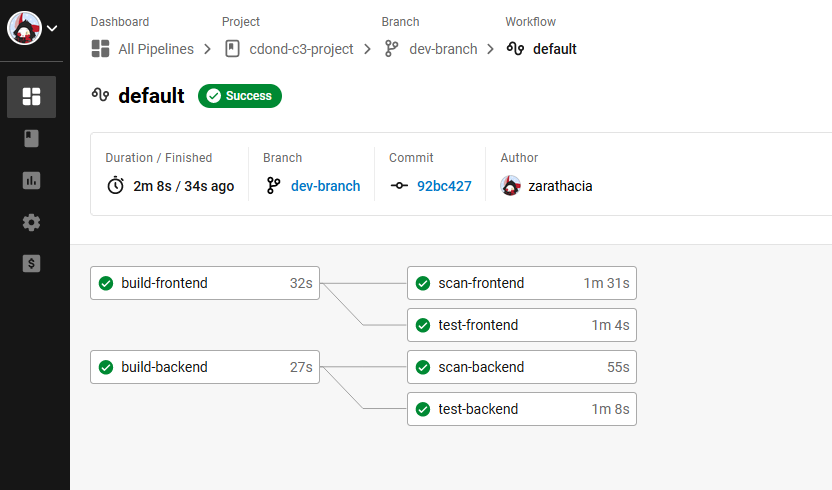 Dashboard Project Branch Workflow
All Pipelines cdond-c3-project dev-branch default
default Success
Duration / Finished Branch Commit Author
2m 8s / 34s ago dev-branch 92bc427 zarathacia
build-frontend 32s scan-frontend 1m 31s
test-frontend 1m 4s
build-backend 27s scan-backend 55s
test-backend 1m 8s